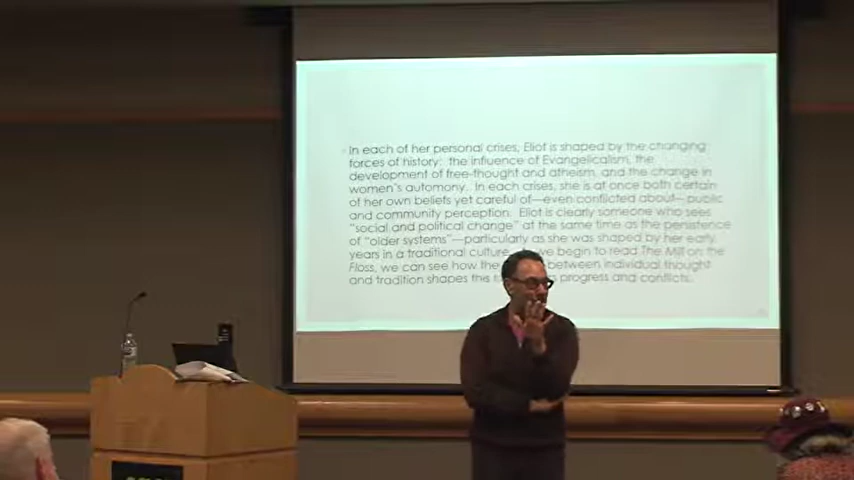 In each of her personal crises, Eliot is shaped by the changing
forces of history: the influence of Evangelicalism, the
development of free-thought and atheism, and the change in
women's autonomy. In each crisis, she is at once both certain
of her own beliefs yet careful of—even conflicted about—public
and community perception. Eliot is clearly someone who sees
"social and political change" at the same time as the persistence
of "older systems"—particularly as she was shaped by her early
years in a traditional culture. we begin to read The Mill on the
Floss, we can see how the between individual thought
and tradition shapes this progress and conflicts.